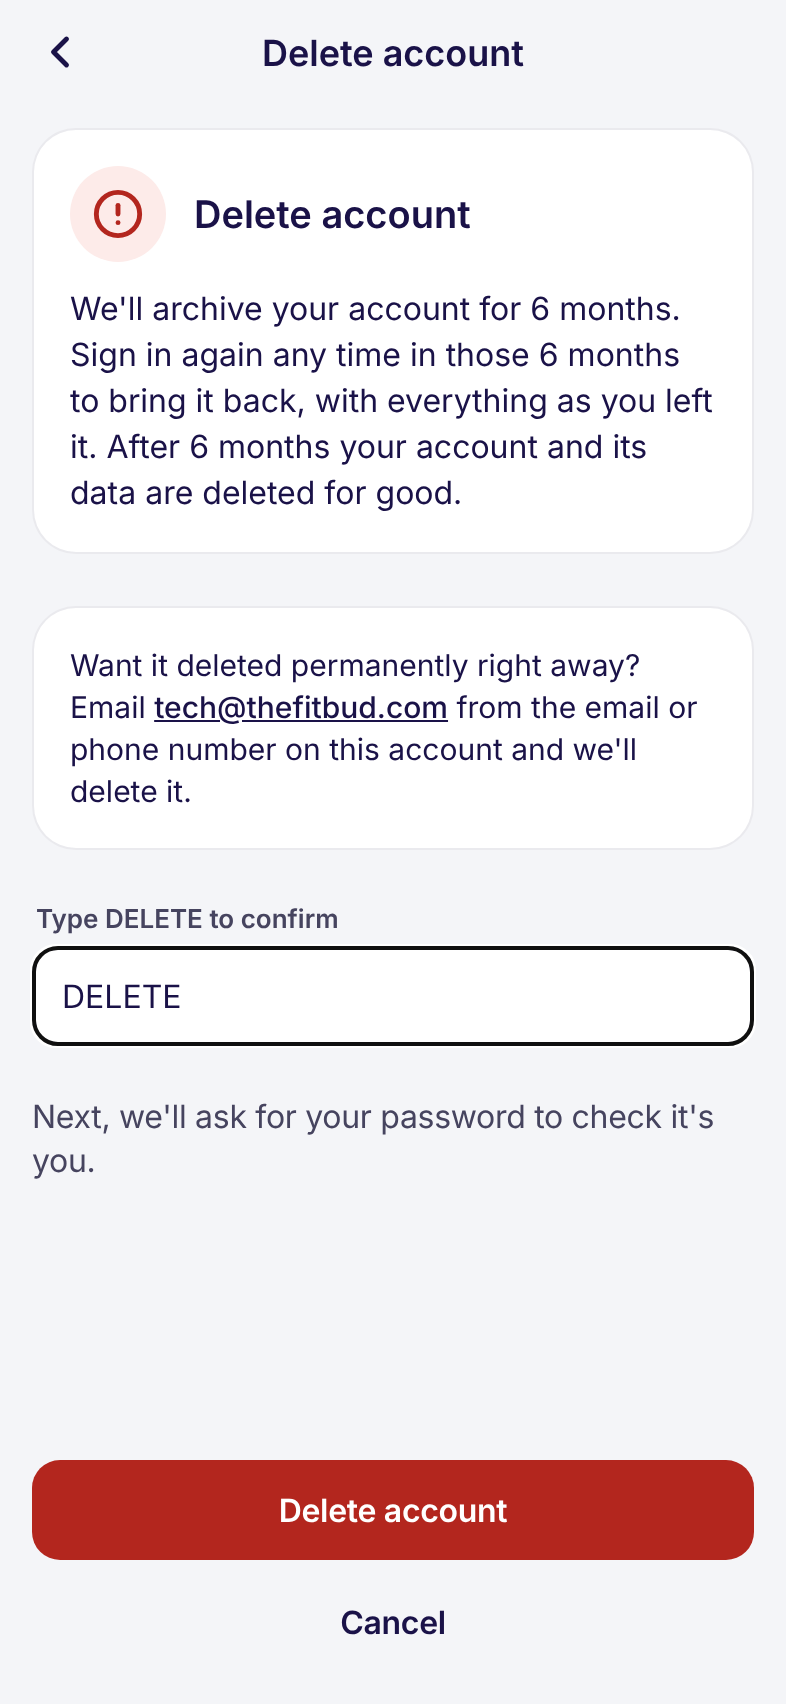 Delete account
Delete account
We'll archive your account for 6 months.
Sign in again any time in those 6 months
to bring it back, with everything as you left
it. After 6 months your account and its
data are deleted for good.
Want it deleted permanently right away?
Email tech@thefitbud.com from the email or
phone number on this account and we'll
delete it.
Type DELETE to confirm
DELETE
Next, we'll ask for your password to check it's
you.
Delete account
Cancel